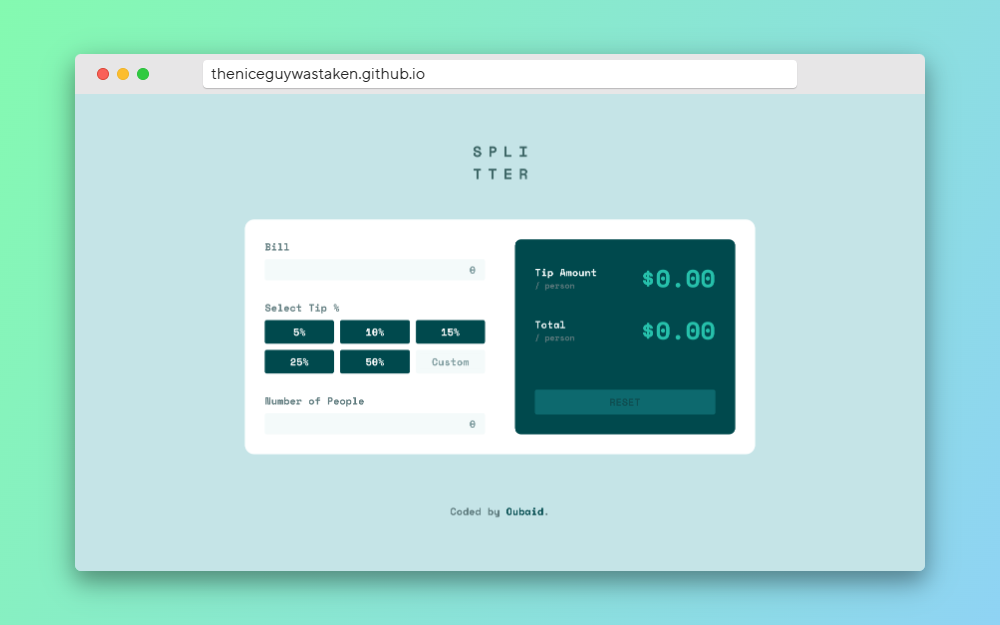 theniceguywastaken.github.io
SPLI
TTER
Bill
0
Select Tip %
5% 10% 15%
25% 50% Custom
Number of People
0
Tip Amount $0.00
/ person
Total $0.00
/ person
RESET
Coded by Oubaid.